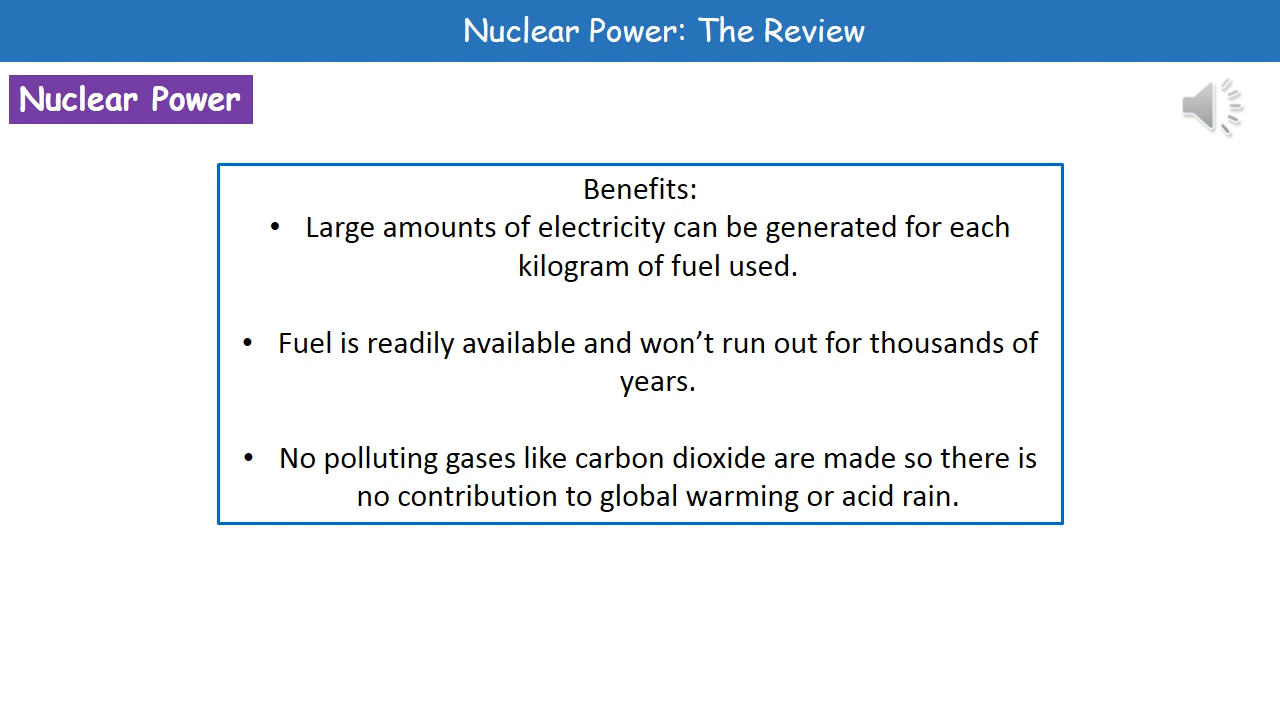 Nuclear Power: The Review
Nuclear Power
Benefits:
• Large amounts of electricity can be generated for each
kilogram of fuel used.
• Fuel is readily available and won’t run out for thousands of
years.
• No polluting gases like carbon dioxide are made so there is
no contribution to global warming or acid rain.